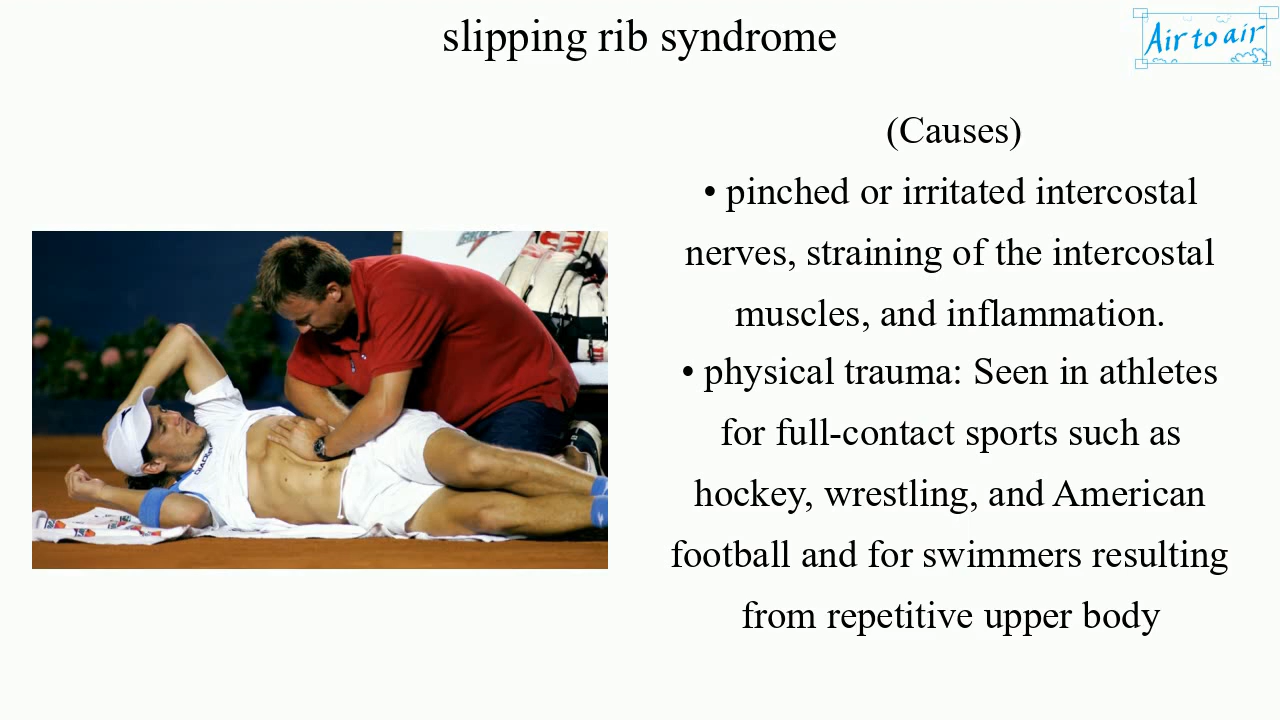 slipping rib syndrome
Air to air
(Causes)
• pinched or irritated intercostal
nerves, straining of the intercostal
muscles, and inflammation.
• physical trauma: Seen in athletes
for full-contact sports such as
hockey, wrestling, and American
football and for swimmers resulting
from repetitive upper body